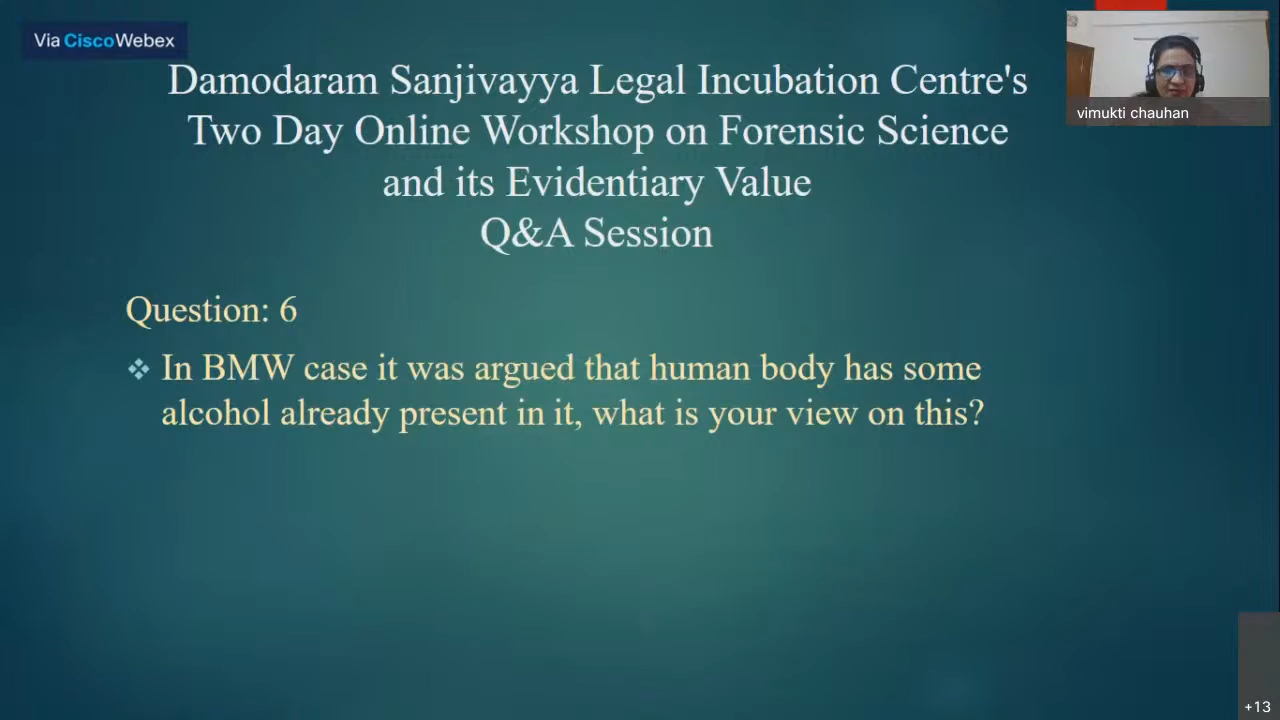 Via CiscoWebex
Damodaram Sanjivayya Legal Incubation Centre's
Two Day Online Workshop on Forensic Science
and its Evidentiary Value
Q&A Session
vimukti chauhan
Question: 6
In BMW case it was argued that human body has some
alcohol already present in it, what is your view on this?
+13